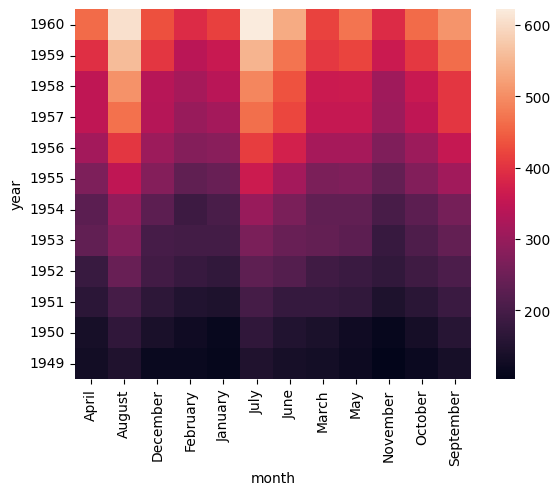 year
1960
1959
1958
1957
1956
1955
1954
1953
1952
1951
1950
1949
April
August
December
February
January
July
June
March
May
November
October
September
month
600
500
400
300
200